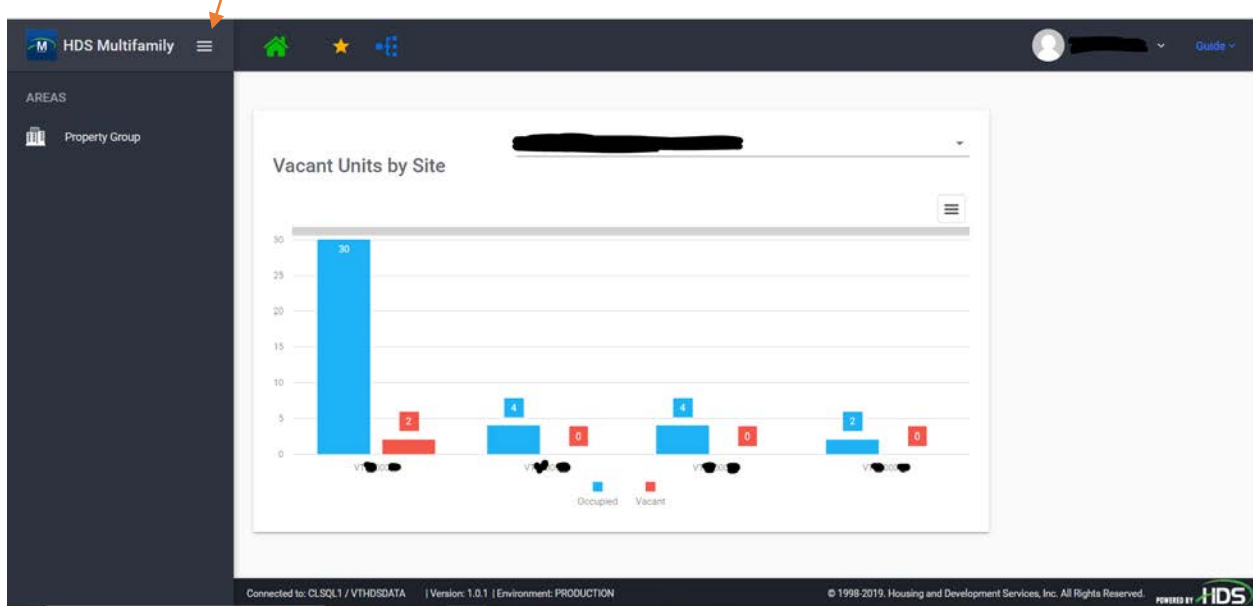 M HDS Multifamily
Guide
AREAS
Property Group
Vacant Units by Site
30
25
20
15
10
5
0
30
2
4
0
4
0
2
0
Occupied Vacant
Connected to: CLSQL1 / VTHDSDATA | Version: 1.0.1 | Environment: PRODUCTION
© 1998-2019. Housing and Development Services, Inc. All Rights Reserved.
POWERED BY HDS